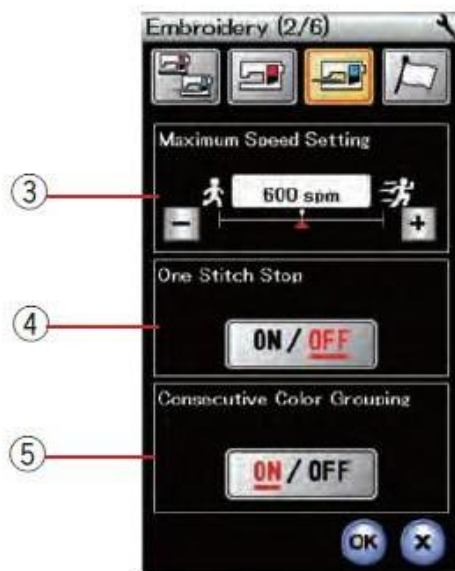 Embroidery (2/6)
③
Maximum Speed Setting
600 spm
− +
④
One Stitch Stop
ON / OFF
⑤
Consecutive Color Grouping
ON / OFF
OK X